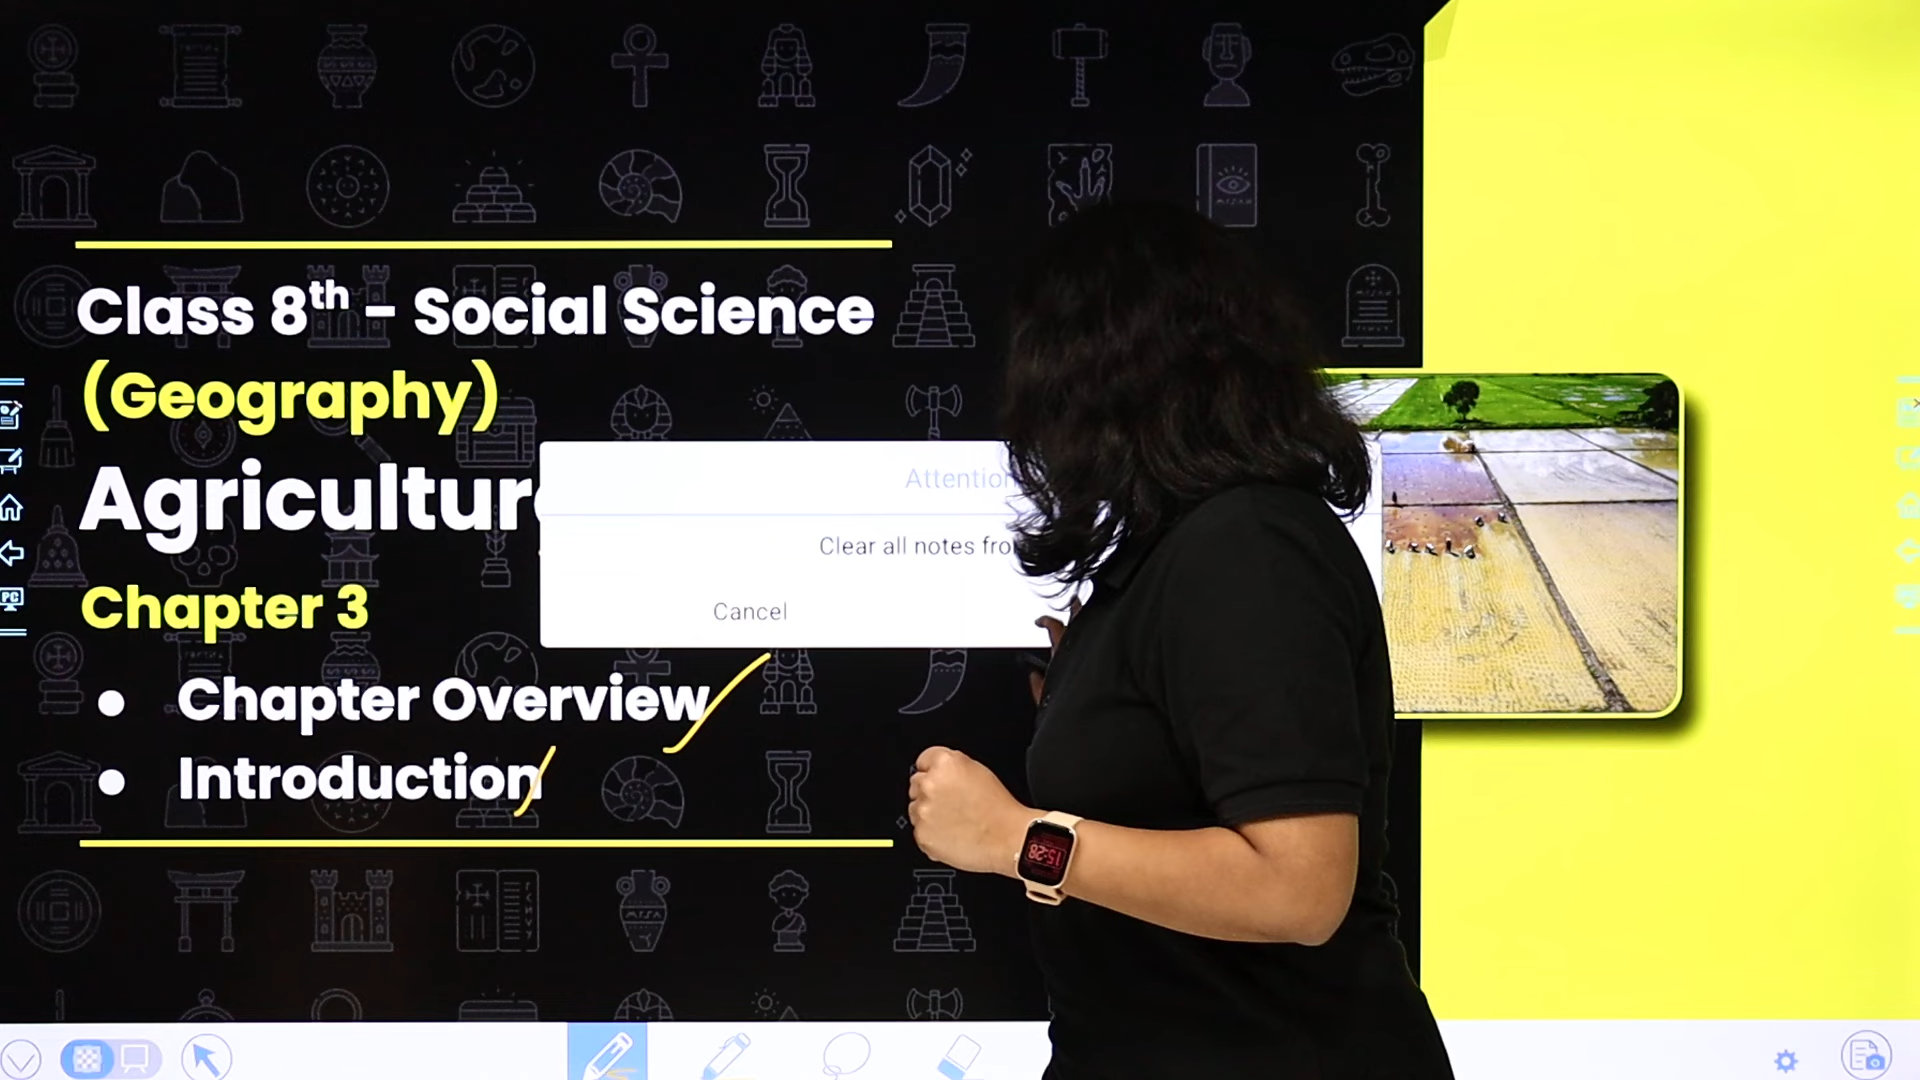 Class 8th - Social Science
(Geography)
Agricultur
Attention
Clear all notes fro
Cancel
Chapter 3
● Chapter Overview
● Introduction
15:28
PC